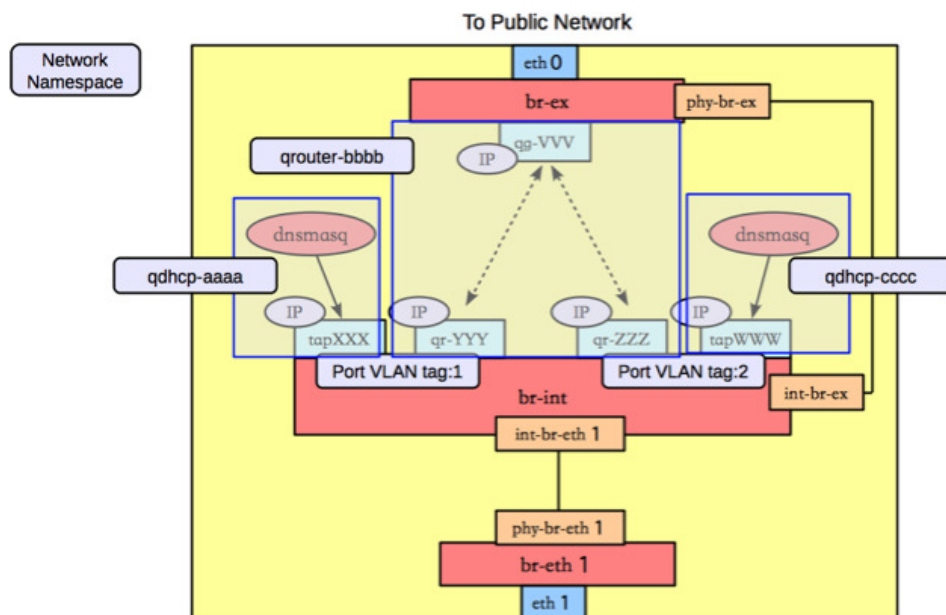 To Public Network
Network
Namespace
eth 0
br-ex
phy-br-ex
qrouter-bbbb
qg-VVV
IP
dnsmasq
dnsmasq
qdhcp-aaaa
qdhcp-cccc
IP
IP
IP
IP
tapXXX
qr-YYY
qr-ZZZ
tapWWW
Port VLAN tag:1
Port VLAN tag:2
int-br-ex
br-int
int-br-eth 1
phy-br-eth 1
br-eth 1
eth 1